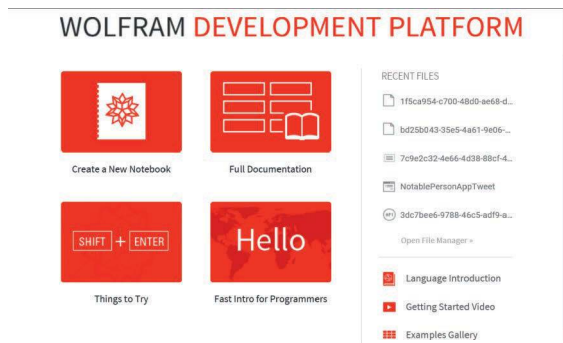 WOLFRAM DEVELOPMENT PLATFORM
Create a New Notebook
Full Documentation
SHIFT + ENTER
Things to Try
Hello
Fast Intro for Programmers
RECENT FILES
1f5ca954-c700-48d0-ae68-d...
bd25b043-35e5-4a61-9e06-...
7c9e2c32-4e66-4d38-88cf-4...
NotablePersonAppTweet
API
3dc7bee6-9788-46c5-adf9-a...
Open File Manager »
Language Introduction
Getting Started Video
Examples Gallery